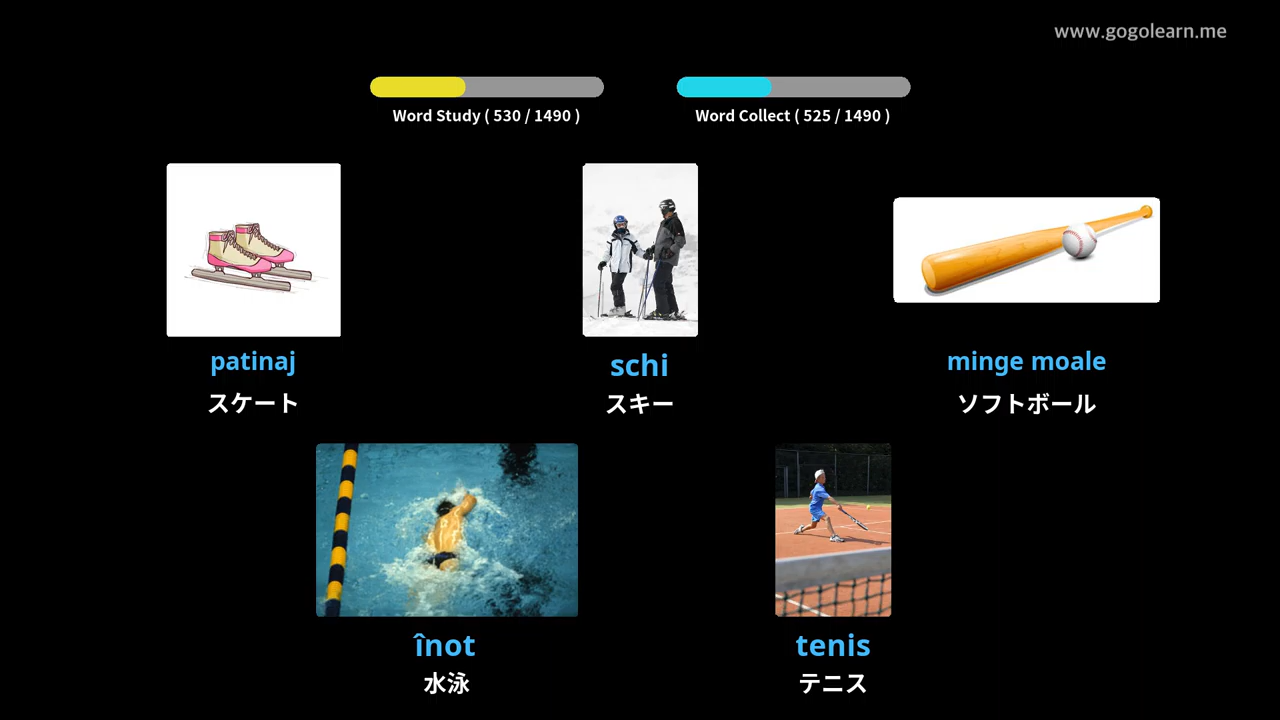 www.gogolearn.me
Word Study ( 530 / 1490 )
Word Collect ( 525 / 1490 )
patinaj
スケート
schi
スキー
minge moale
ソフトボール
înot
水泳
tenis
テニス